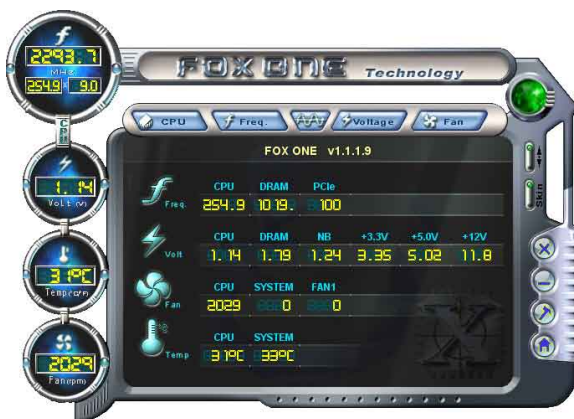 2293.7
MHz
254.9 9.0
CPU
1.14
Volt(v)
31°C
Temp(c/f)
2029
Fan(rpm)
FOX ONE Technology
CPU Freq. Voltage Fan
FOX ONE v1.1.1.9
CPU DRAM PCIe
Freq. 254.9 1019. 100
CPU DRAM NB +3.3V +5.0V +12V
Volt 1.14 1.79 1.24 3.35 5.02 11.8
CPU SYSTEM FAN1
Fan 2029 0 0
CPU SYSTEM
Temp 31°C 33°C
Skin